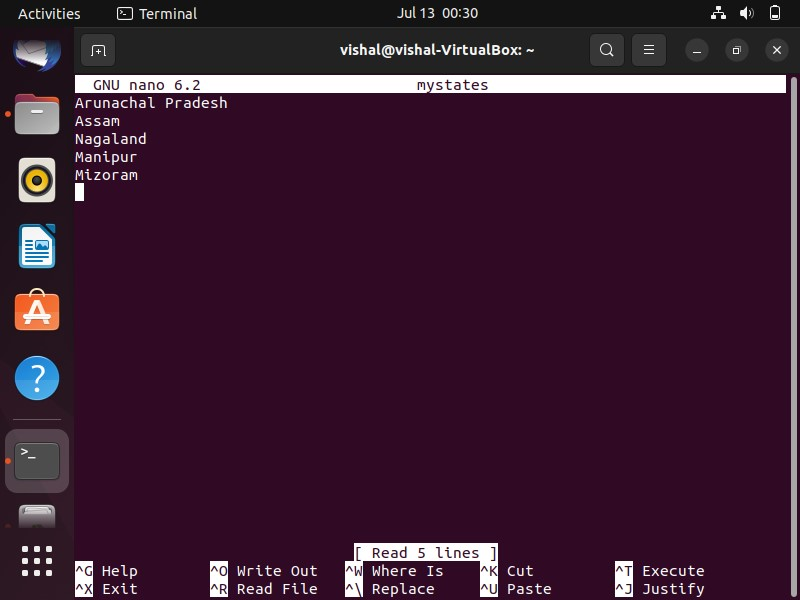 Activities Terminal Jul 13 00:30
vishal@vishal-VirtualBox: ~
GNU nano 6.2 mystates
Arunachal Pradesh
Assam
Nagaland
Manipur
Mizoram
[ Read 5 lines ]
^G Help ^O Write Out ^W Where Is ^K Cut ^T Execute
^X Exit ^R Read File ^\ Replace ^U Paste ^J Justify